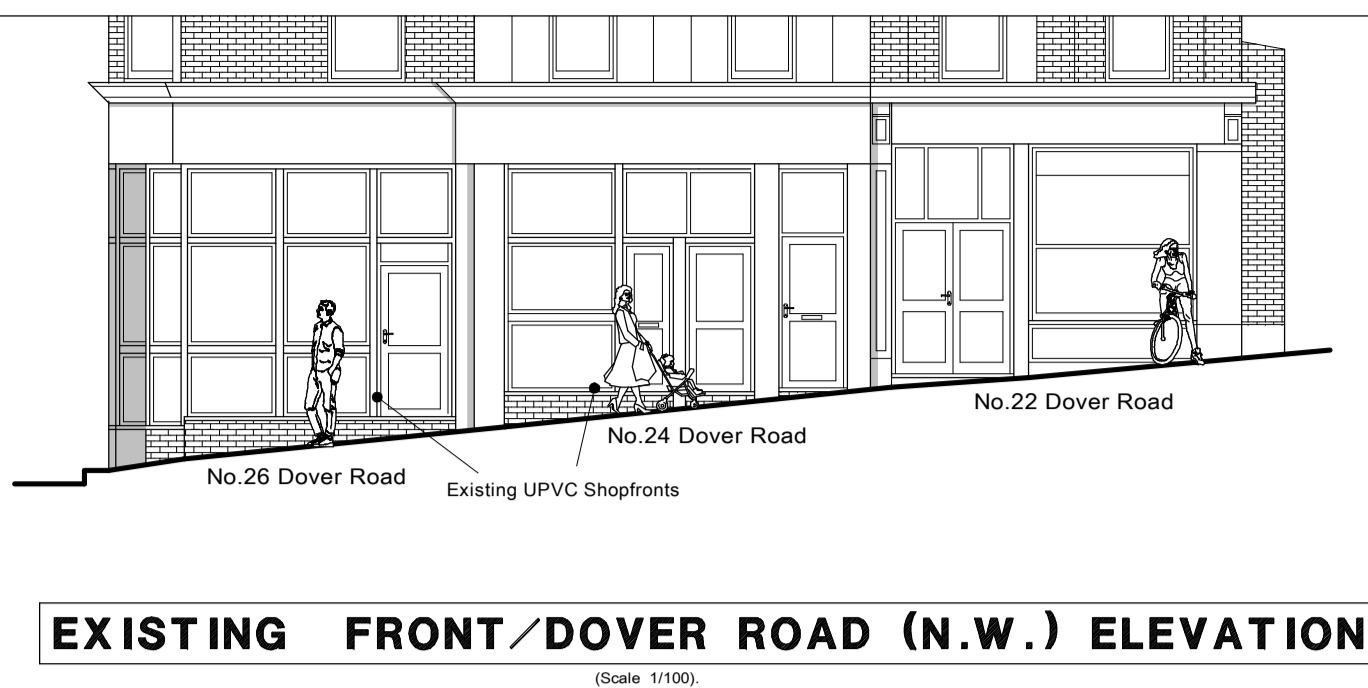 No.22 Dover Road
No.24 Dover Road
No.26 Dover Road
Existing UPVC Shopfronts
EXISTING FRONT/DOVER ROAD (N.W.) ELEVATION
(Scale 1/100).